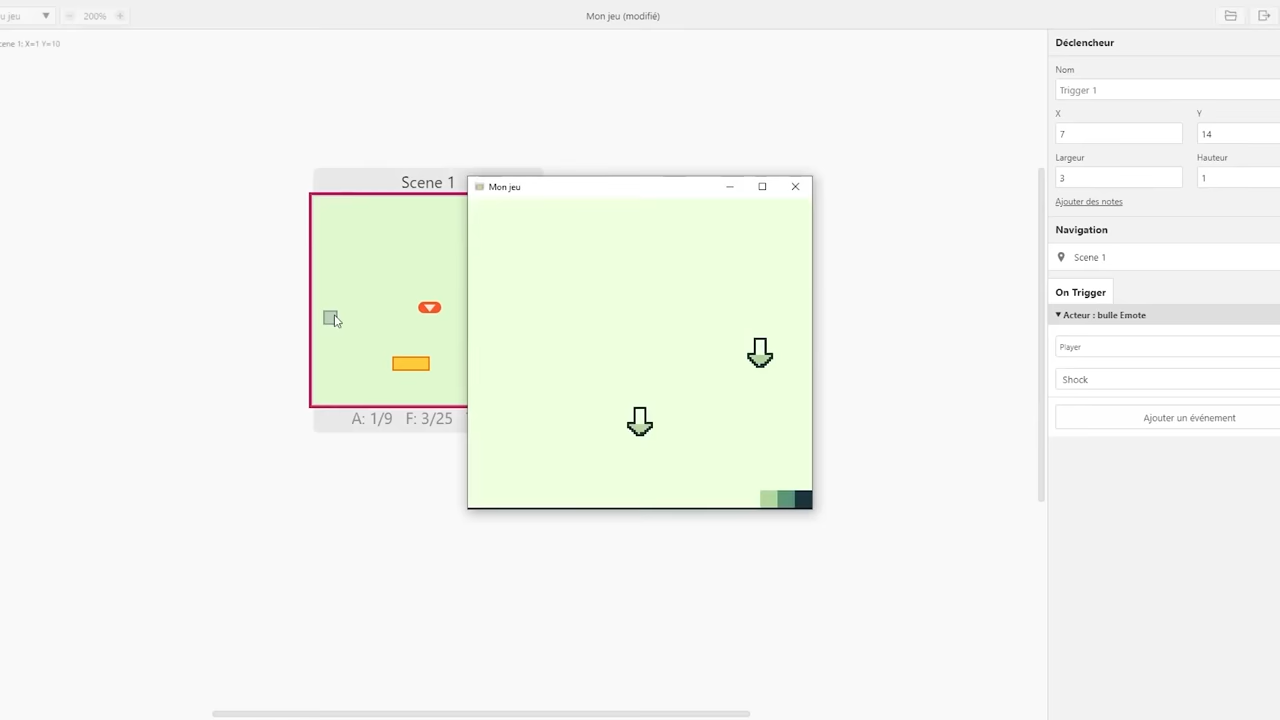 u jeu
200%
Mon jeu (modifié)
cene 1: X=1 Y=10
Scene 1
A: 1/9 F: 3/25
Mon jeu
Déclencheur
Nom
Trigger 1
X Y
7 14
Largeur Hauteur
3 1
Ajouter des notes
Navigation
Scene 1
On Trigger
Acteur : bulle Emote
Player
Shock
Ajouter un événement